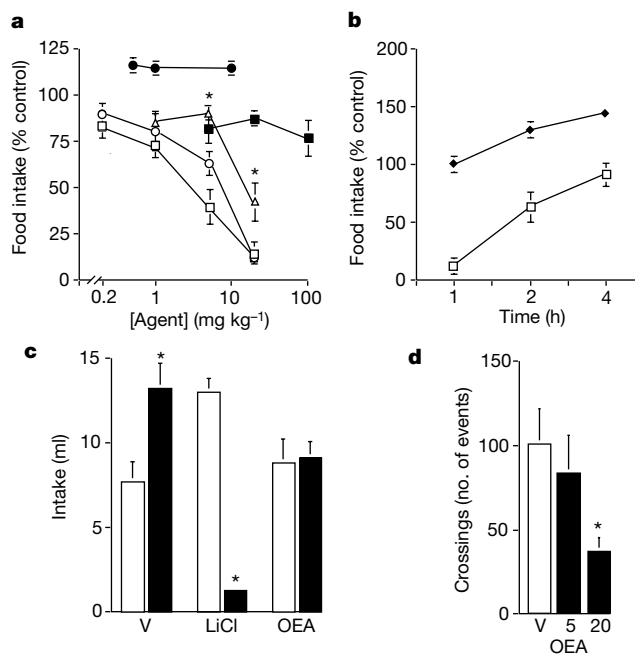 a
Food intake (% control)
125
100
75
50
25
0
*
*
0.2
1
10
100
[Agent] (mg kg⁻¹)
b
Food intake (% control)
200
150
100
50
0
1
2
4
Time (h)
c
Intake (ml)
15
10
5
0
*
*
V
LiCl
OEA
d
Crossings (no. of events)
150
100
50
0
*
V 5 20
OEA